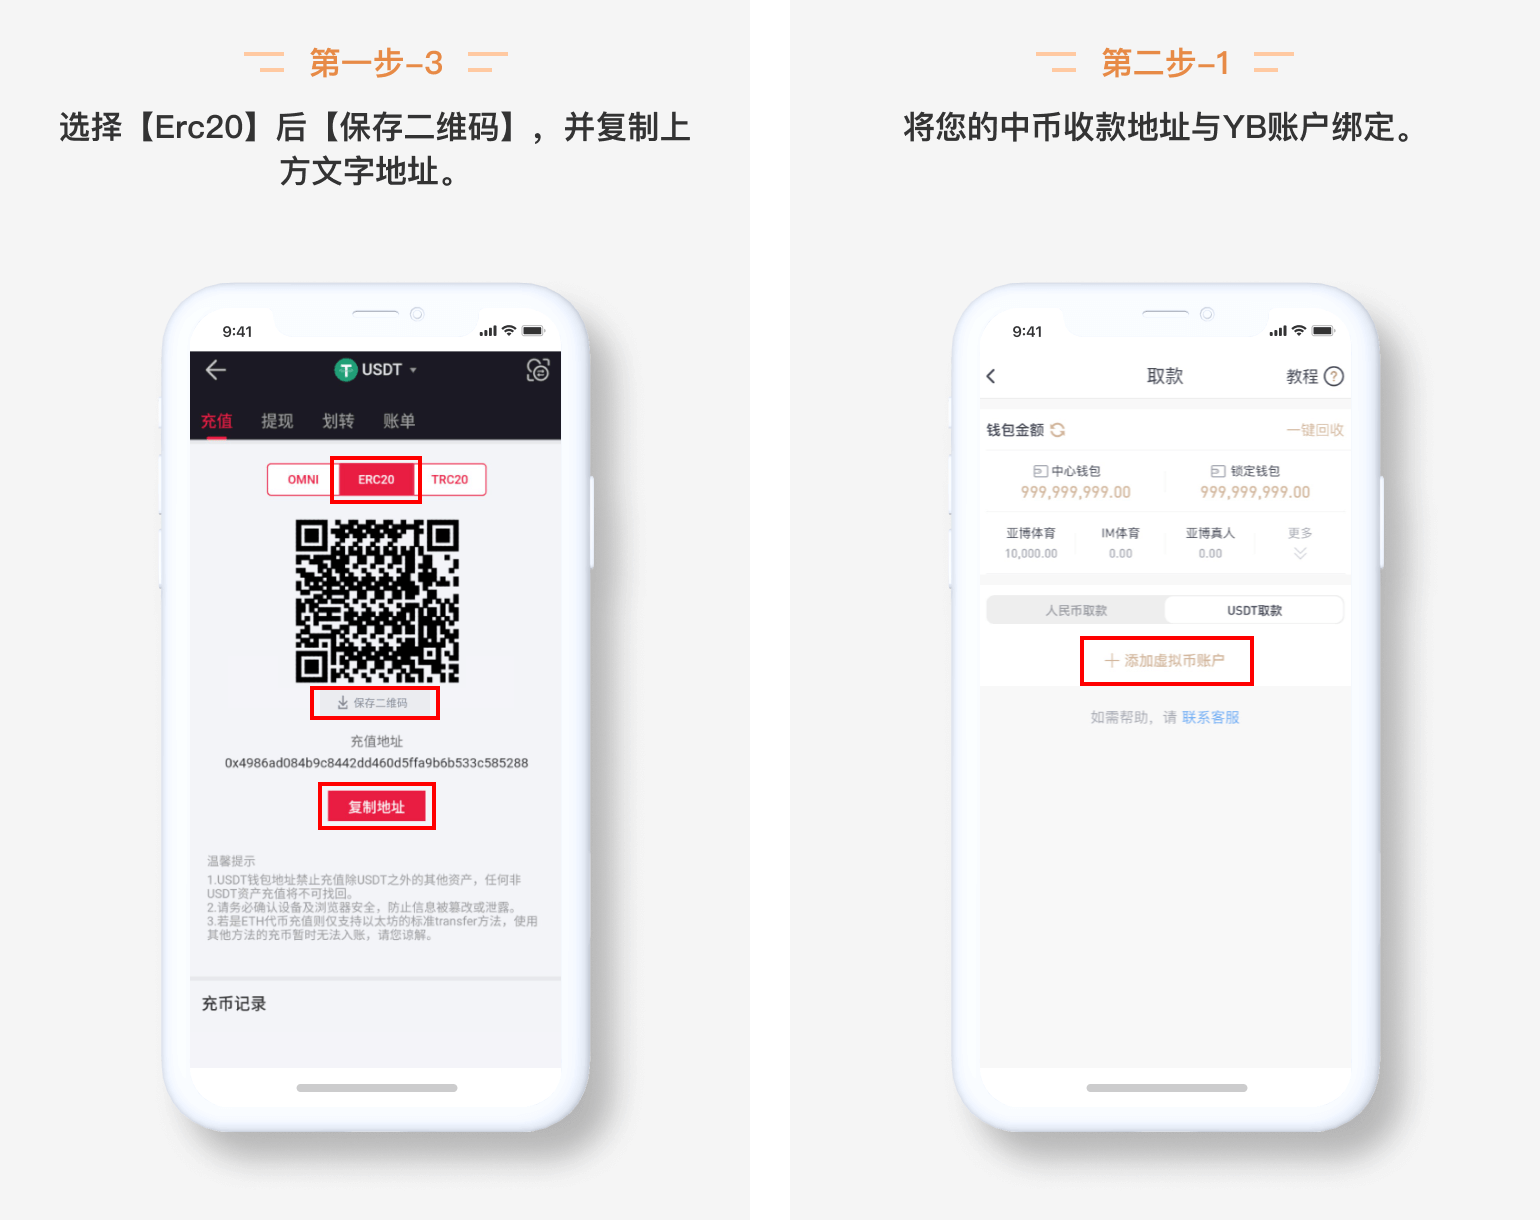 第一步-3
选择【Erc20】后【保存二维码】，并复制上
方文字地址。
9:41
USDT
充值 提现 划转 账单
OMNI ERC20 TRC20
保存二维码
充值地址
0x4986ad084b9c8442dd460d5ffa9b6b533c585288
复制地址
温馨提示
1.USDT钱包地址禁止充值除USDT之外的其他资产，任何非
USDT资产充值将不可找回。
2.请务必确认设备及浏览器安全，防止信息被篡改或泄露。
3.若是ETH代币充值则仅支持以太坊的标准transfer方法，使用
其他方法的充币暂时无法入账，请您谅解。
充币记录
第二步-1
将您的中币收款地址与YB账户绑定。
9:41
取款 教程 ?
钱包金额 一键回收
中心钱包 锁定钱包
999,999,999.00 999,999,999.00
亚博体育 IM体育 亚博真人 更多
10,000.00 0.00 0.00
人民币取款 USDT取款
＋ 添加虚拟币账户
如需帮助，请 联系客服